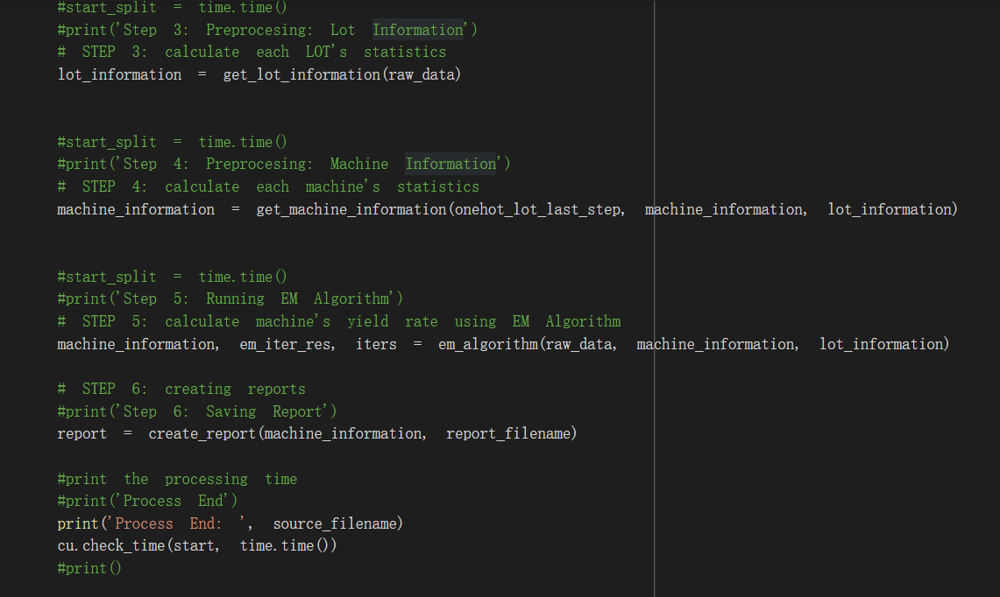 #start_split = time.time()
#print('Step 3: Preprocesing: Lot Information')
# STEP 3: calculate each LOT's statistics
lot_information = get_lot_information(raw_data)
#start_split = time.time()
#print('Step 4: Preprocesing: Machine Information')
# STEP 4: calculate each machine's statistics
machine_information = get_machine_information(onehot_lot_last_step, machine_information, lot_information)
#start_split = time.time()
#print('Step 5: Running EM Algorithm')
# STEP 5: calculate machine's yield rate using EM Algorithm
machine_information, em_iter_res, iters = em_algorithm(raw_data, machine_information, lot_information)
# STEP 6: creating reports
#print('Step 6: Saving Report')
report = create_report(machine_information, report_filename)
#print the processing time
#print('Process End')
print('Process End: ', source_filename)
cu.check_time(start, time.time())
#print()